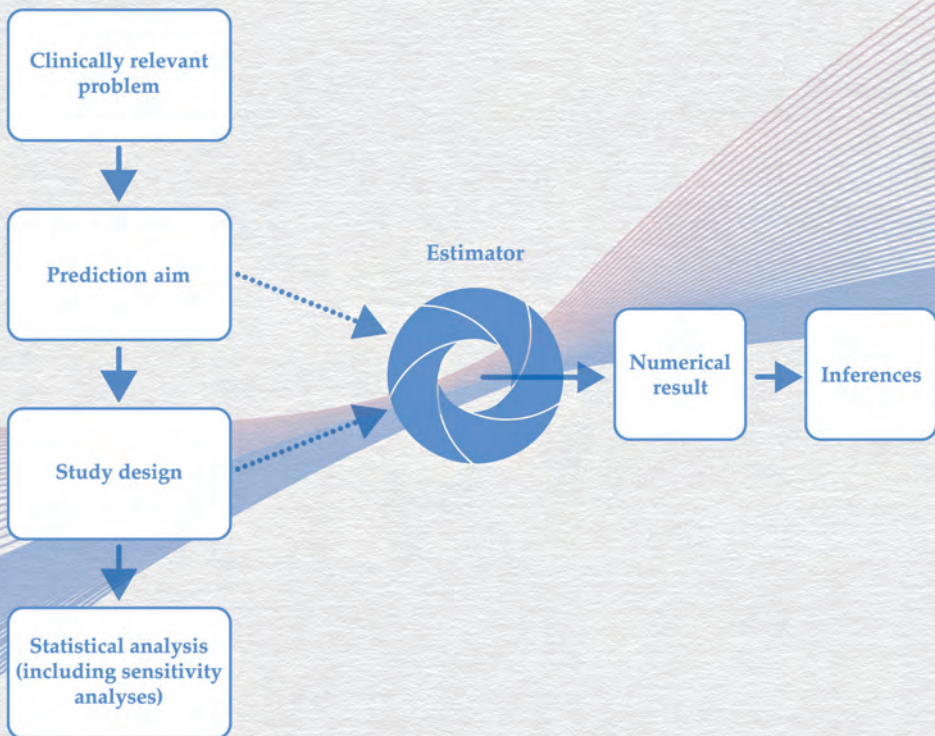 Clinically relevant
problem
Prediction aim
Study design
Statistical analysis
(including sensitivity
analyses)
Estimator
Numerical
result
Inferences